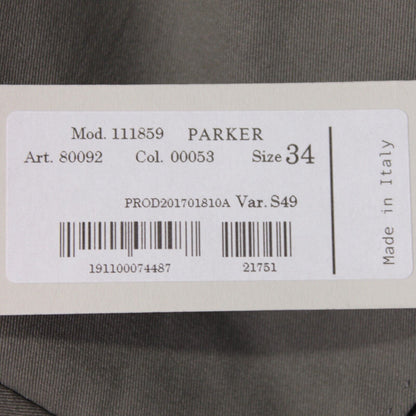 Mod. 111859 PARKER
Art. 80092 Col. 00053 Size 34
PROD201701810A Var. S49
191100074487 21751
Made in Italy